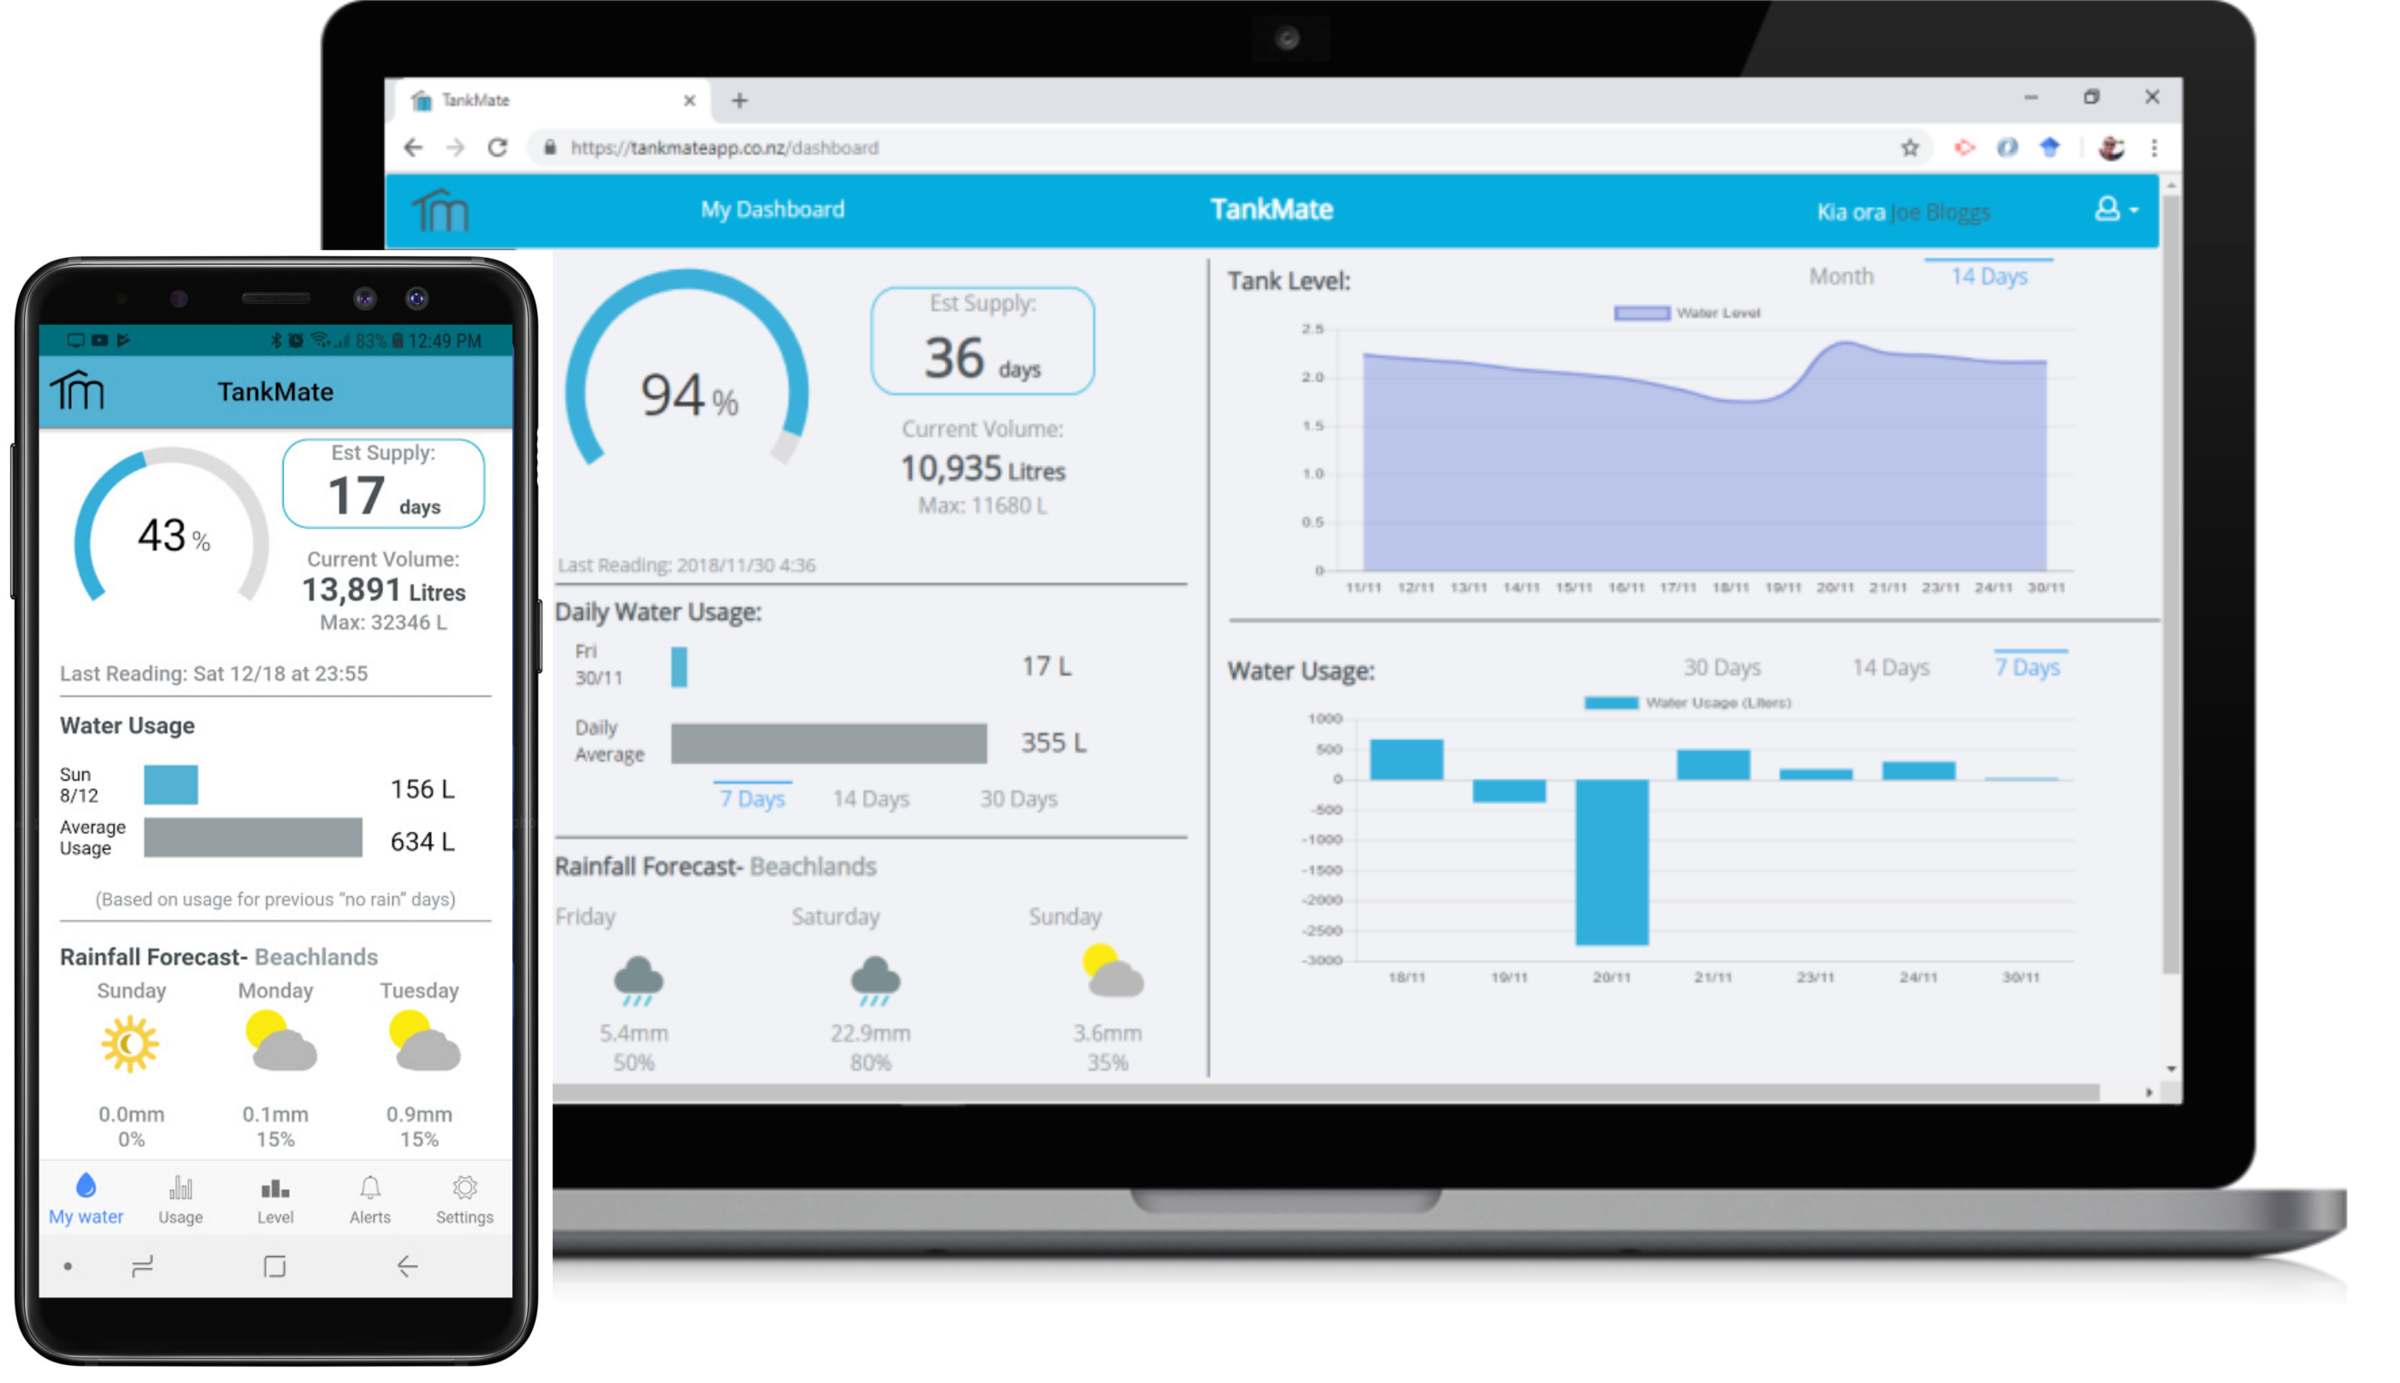 TankMate
https://tankmateapp.co.nz/dashboard
My Dashboard
TankMate
Kia ora Joe Bloggs
94 %
Est Supply:
36 days
Current Volume:
10,935 Litres
Max: 11680 L
Last Reading: 2018/11/30 4:36
Daily Water Usage:
Fri
30/11
17 L
Daily
Average
355 L
7 Days 14 Days 30 Days
Rainfall Forecast- Beachlands
Friday Saturday Sunday
5.4mm 22.9mm 3.6mm
50% 80% 35%
Tank Level:
Month 14 Days
Water Level
2.5
2.0
1.5
1.0
0.5
0
11/11 12/11 13/11 14/11 15/11 16/11 17/11 18/11 19/11 20/11 21/11 23/11 24/11 30/11
Water Usage:
30 Days 14 Days 7 Days
Water Usage (Liters)
1000
500
0
-500
-1000
-1500
-2000
-2500
-3000
18/11 19/11 20/11 21/11 23/11 24/11 30/11
83% 12:49 PM
TankMate
43 %
Est Supply:
17 days
Current Volume:
13,891 Litres
Max: 32346 L
Last Reading: Sat 12/18 at 23:55
Water Usage
Sun
8/12
156 L
Average
Usage
634 L
(Based on usage for previous "no rain" days)
Rainfall Forecast- Beachlands
Sunday Monday Tuesday
0.0mm 0.1mm 0.9mm
0% 15% 15%
My water Usage Level Alerts Settings